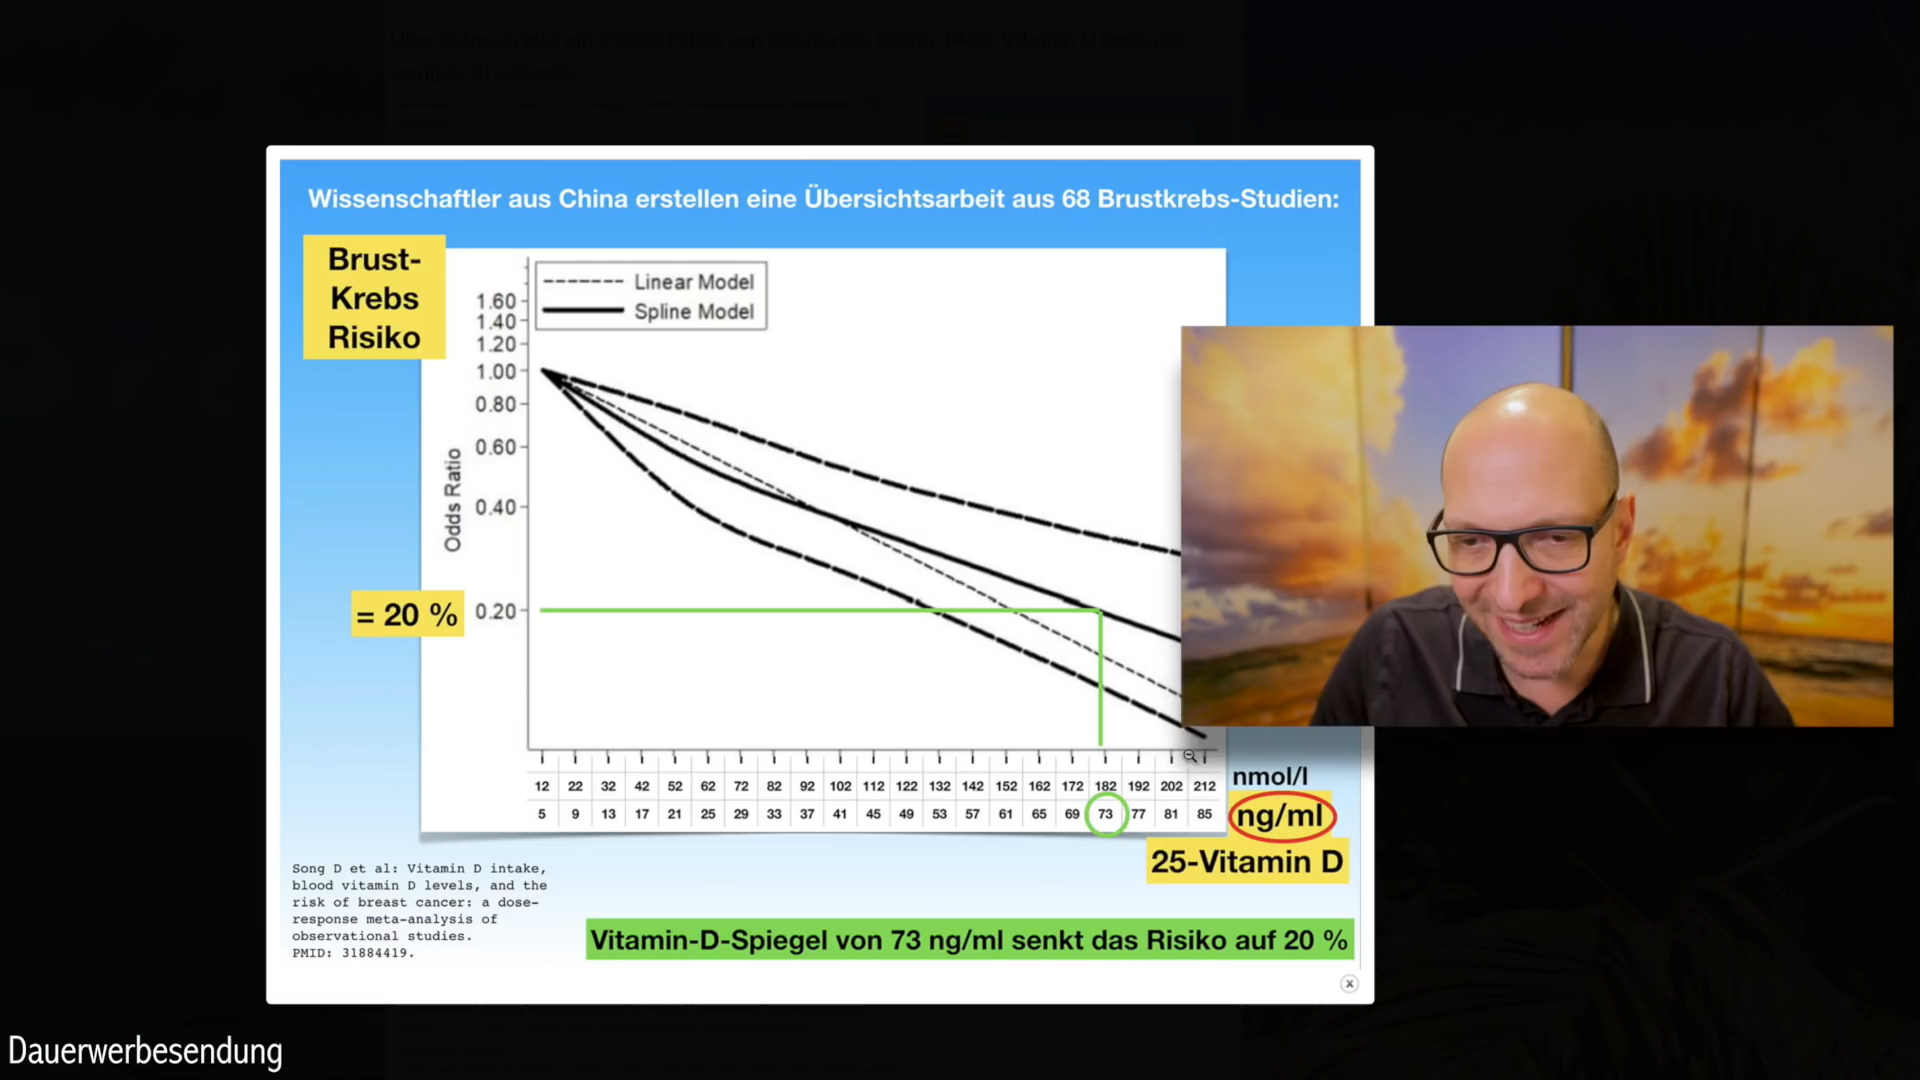 Wissenschaftler aus China erstellen eine Übersichtsarbeit aus 68 Brustkrebs-Studien:
Brust-
Krebs
Risiko
Linear Model
Spline Model
1.60
1.40
1.20
1.00
0.80
0.60
0.40
0.20
Odds Ratio
= 20 %
12 22 32 42 52 62 72 82 92 102 112 122 132 142 152 162 172 182 192 202 212
nmol/l
5 9 13 17 21 25 29 33 37 41 45 49 53 57 61 65 69 73 77 81 85
ng/ml
25-Vitamin D
Song D et al: Vitamin D intake,
blood vitamin D levels, and the
risk of breast cancer: a dose-
response meta-analysis of
observational studies.
PMID: 31884419.
Vitamin-D-Spiegel von 73 ng/ml senkt das Risiko auf 20 %
x
Dauerwerbesendung